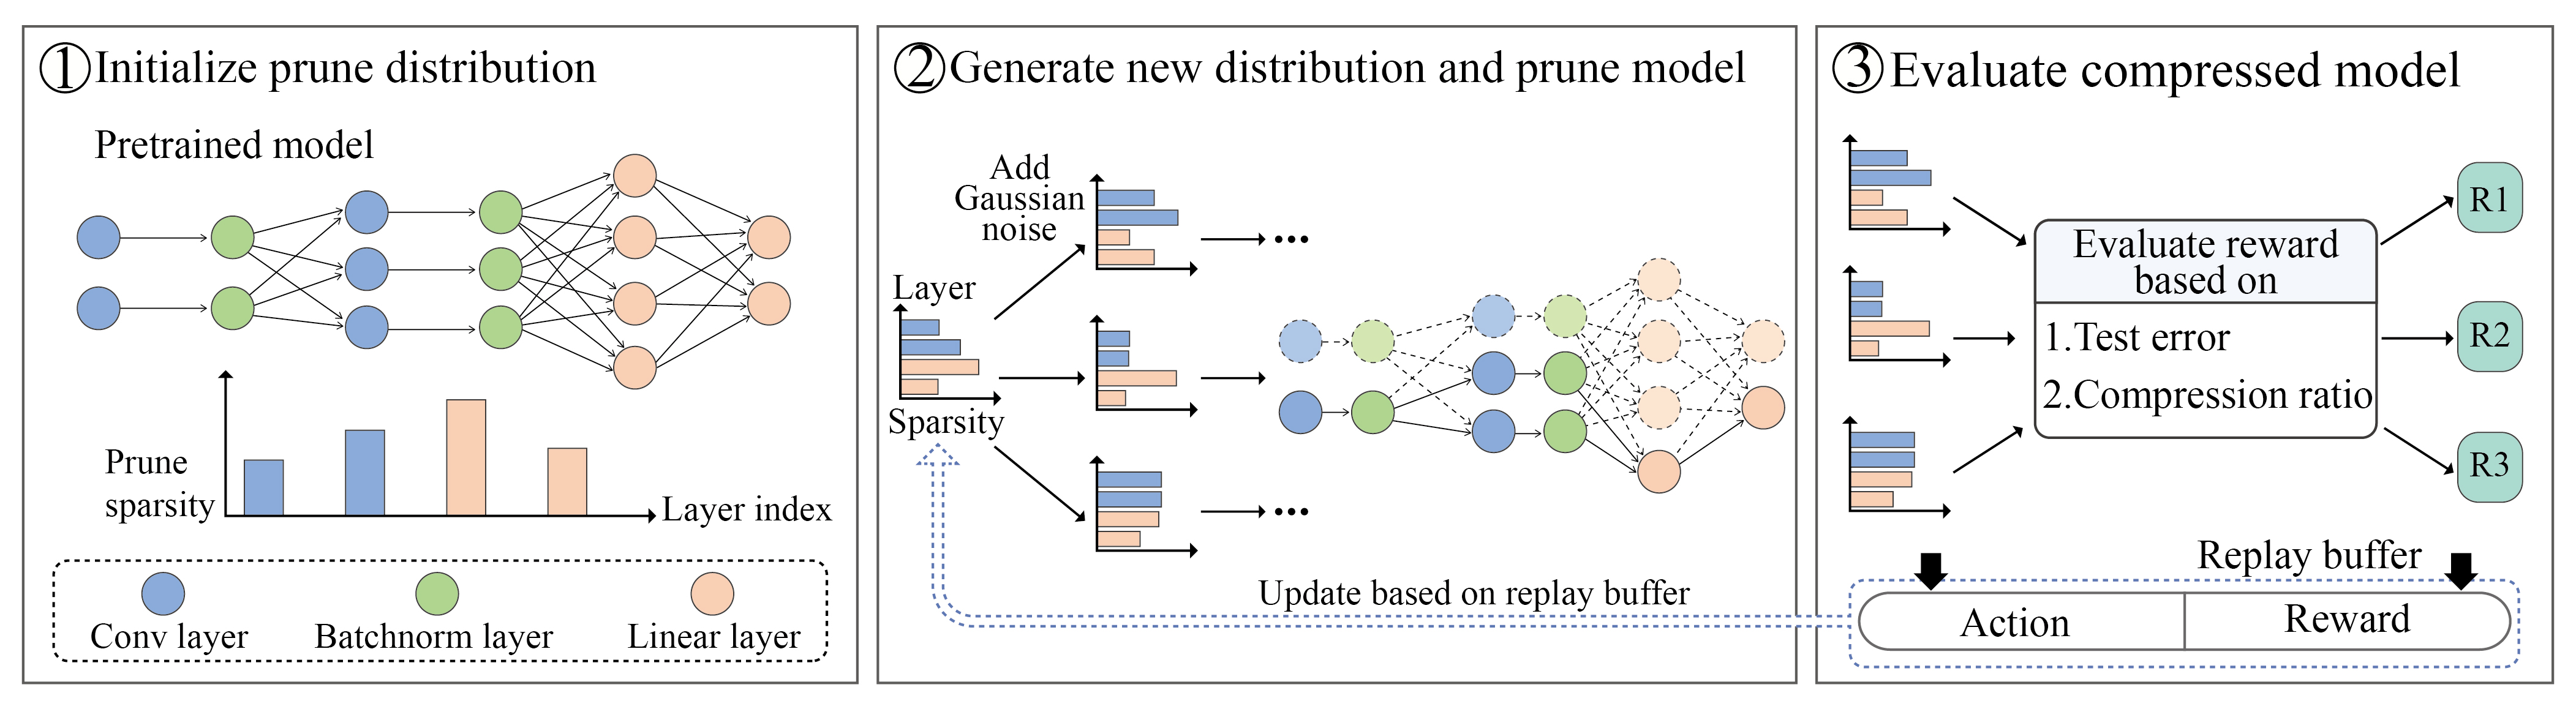 ①Initialize prune distribution
Pretrained model
Prune
sparsity
Layer index
Conv layer
Batchnorm layer
Linear layer
②Generate new distribution and prune model
Add
Gaussian
noise
Layer
Sparsity
...
...
Update based on replay buffer
③Evaluate compressed model
Evaluate reward
based on
1.Test error
2.Compression ratio
R1
R2
R3
Replay buffer
Action
Reward